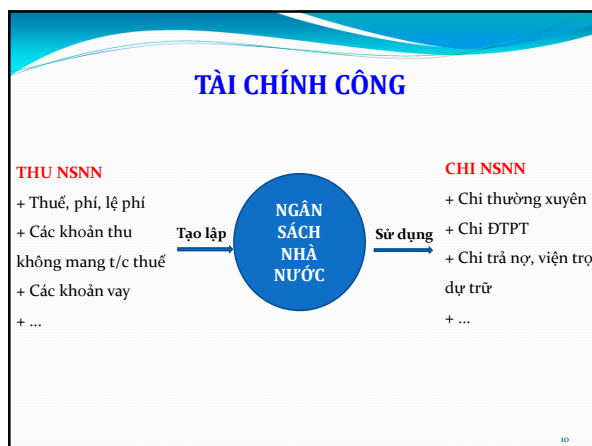 TÀI CHÍNH CÔNG
THU NSNN
+ Thuế, phí, lệ phí
+ Các khoản thu
không mang t/c thuế
+ Các khoản vay
+ ...
Tạo lập
NGÂN
SÁCH
NHÀ
NƯỚC
Sử dụng
CHI NSNN
+ Chi thường xuyên
+ Chi ĐTPT
+ Chi trả nợ, viện trợ
dự trữ
+ ...
10